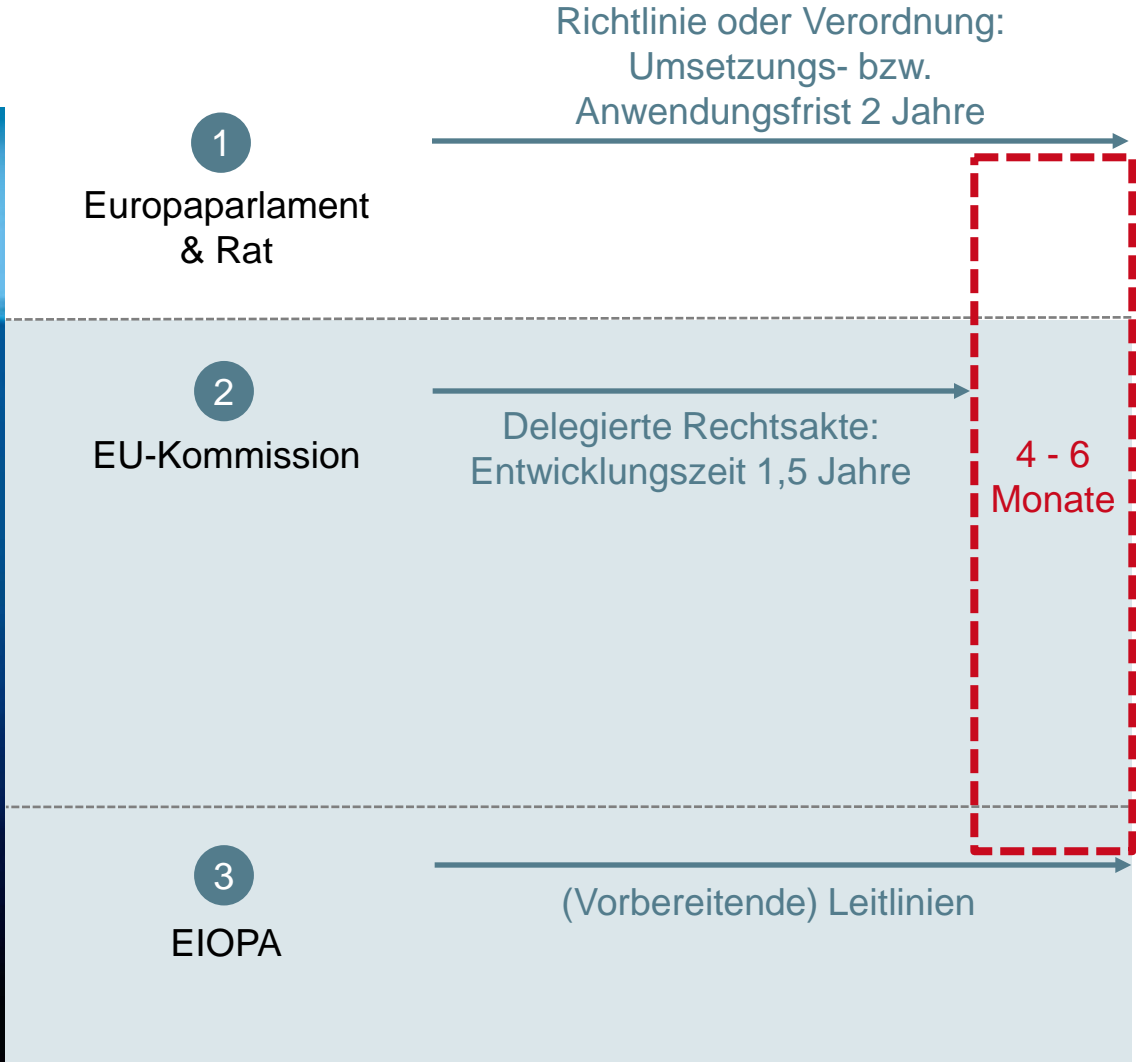 Richtlinie oder Verordnung:
Umsetzungs- bzw.
Anwendungsfrist 2 Jahre
1
Europaparlament
& Rat
2
EU-Kommission
Delegierte Rechtsakte:
Entwicklungszeit 1,5 Jahre
4 - 6
Monate
3
EIOPA
(Vorbereitende) Leitlinien